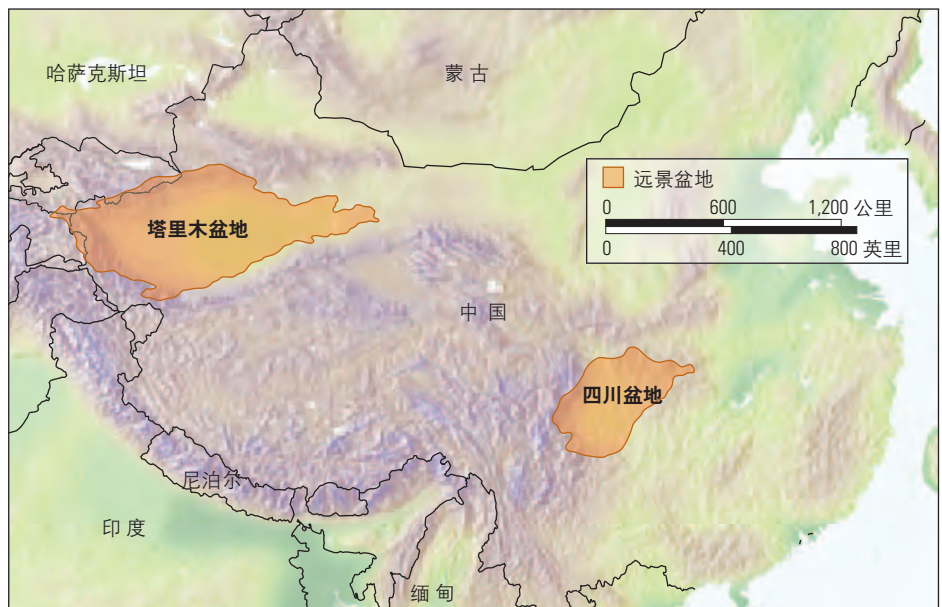 哈萨克斯坦
蒙古
远景盆地
0 600 1,200 公里
0 400 800 英里
塔里木盆地
中国
四川盆地
尼泊尔
印度
缅甸